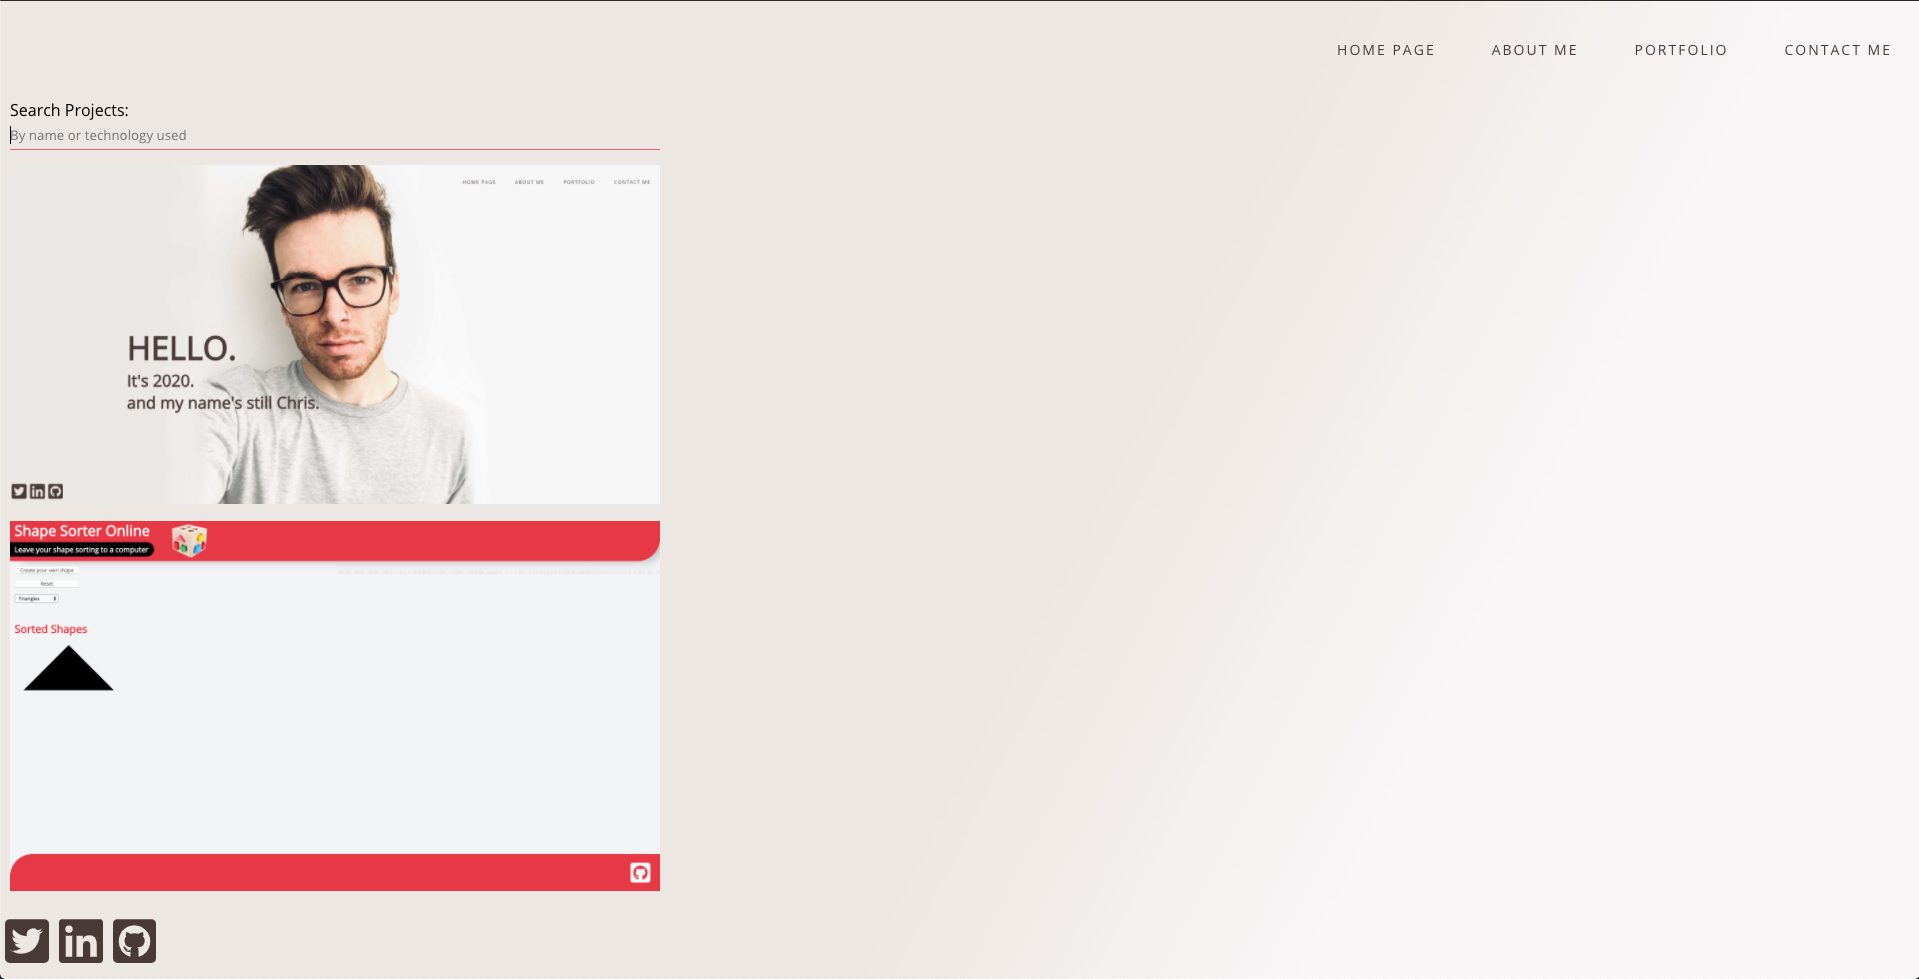 HOME PAGE ABOUT ME PORTFOLIO CONTACT ME
Search Projects:
By name or technology used
HOME PAGE ABOUT ME PORTFOLIO CONTACT ME
HELLO.
It's 2020.
and my name's still Chris.
Shape Sorter Online
Leave your shape sorting to a computer
Create your own shape
Reset
Triangles
Sorted Shapes